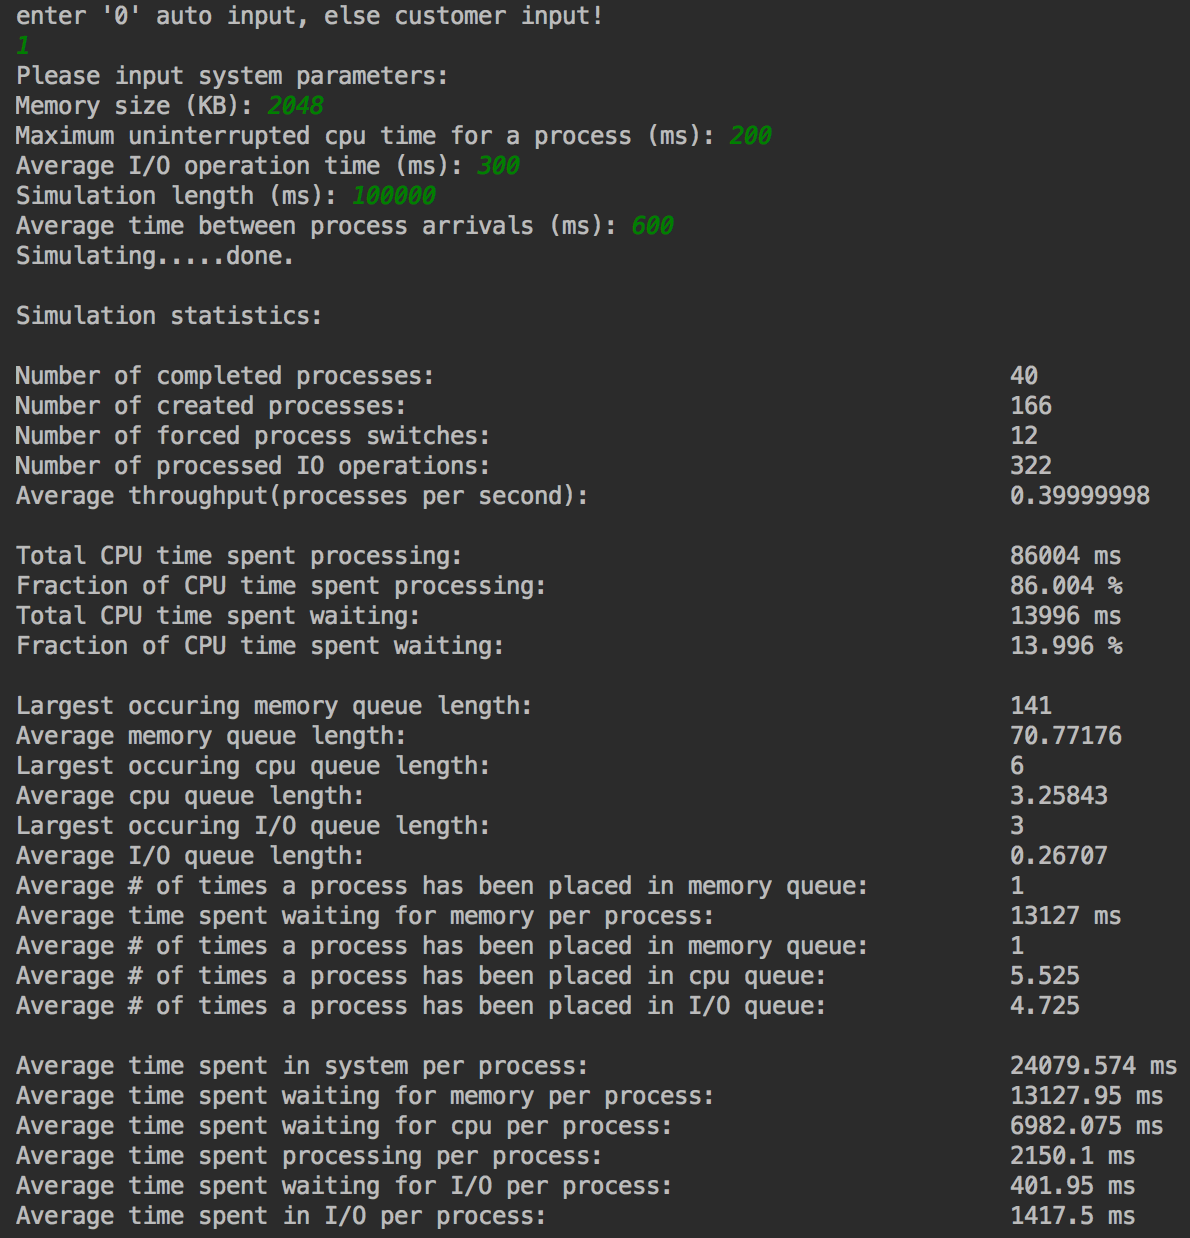 enter '0' auto input, else customer input!
1
Please input system parameters:
Memory size (KB): 2048
Maximum uninterrupted cpu time for a process (ms): 200
Average I/O operation time (ms): 300
Simulation length (ms): 100000
Average time between process arrivals (ms): 600
Simulating.....done.
Simulation statistics:
Number of completed processes: 40
Number of created processes: 166
Number of forced process switches: 12
Number of processed IO operations: 322
Average throughput(processes per second): 0.39999998
Total CPU time spent processing: 86004 ms
Fraction of CPU time spent processing: 86.004 %
Total CPU time spent waiting: 13996 ms
Fraction of CPU time spent waiting: 13.996 %
Largest occuring memory queue length: 141
Average memory queue length: 70.77176
Largest occuring cpu queue length: 6
Average cpu queue length: 3.25843
Largest occuring I/O queue length: 3
Average I/O queue length: 0.26707
Average # of times a process has been placed in memory queue: 1
Average time spent waiting for memory per process: 13127 ms
Average # of times a process has been placed in memory queue: 1
Average # of times a process has been placed in cpu queue: 5.525
Average # of times a process has been placed in I/O queue: 4.725
Average time spent in system per process: 24079.574 ms
Average time spent waiting for memory per process: 13127.95 ms
Average time spent waiting for cpu per process: 6982.075 ms
Average time spent processing per process: 2150.1 ms
Average time spent waiting for I/O per process: 401.95 ms
Average time spent in I/O per process: 1417.5 ms